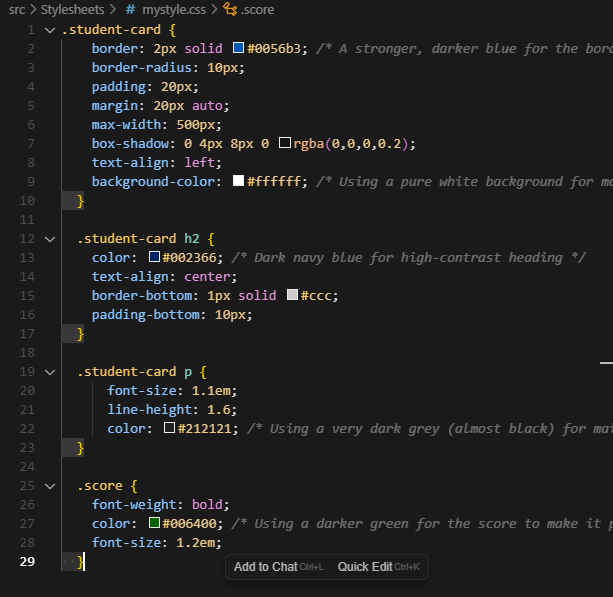 src > Stylesheets > # mystyle.css > .score
1 .student-card {
2 border: 2px solid #0056b3; /* A stronger, darker blue for the
3 border-radius: 10px;
4 padding: 20px;
5 margin: 20px auto;
6 max-width: 500px;
7 box-shadow: 0 4px 8px 0 rgba(0,0,0,0.2);
8 text-align: left;
9 background-color: #ffffff; /* Using a pure white background for
10 }
11
12 .student-card h2 {
13 color: #002366; /* Dark navy blue for high-contrast heading */
14 text-align: center;
15 border-bottom: 1px solid #ccc;
16 padding-bottom: 10px;
17 }
18
19 .student-card p {
20 font-size: 1.1em;
21 line-height: 1.6;
22 color: #212121; /* Using a very dark grey (almost black) for
23 }
24
25 .score {
26 font-weight: bold;
27 color: #006400; /* Using a darker green for the score to make it
28 font-size: 1.2em;
29 }
Add to Chat Ctrl+L Quick Edit Ctrl+K